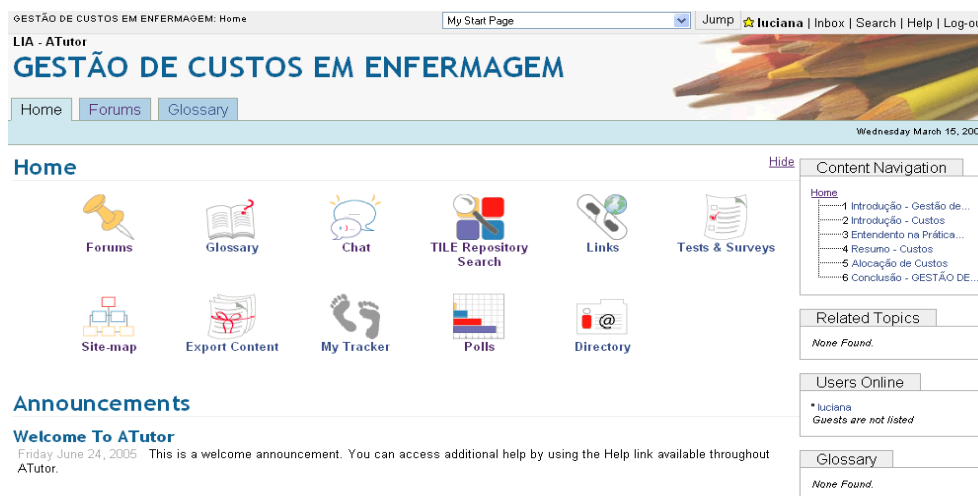 GESTÃO DE CUSTOS EM ENFERMAGEM: Home
My Start Page
Jump
luciana | Inbox | Search | Help | Log-ou
LIA - ATutor
GESTÃO DE CUSTOS EM ENFERMAGEM
Home
Forums
Glossary
Wednesday March 15, 200
Home
Hide
Forums
Glossary
Chat
TILE Repository
Search
Links
Tests & Surveys
Site-map
Export Content
My Tracker
Polls
Directory
Announcements
Welcome To ATutor
Friday June 24, 2005 This is a welcome announcement. You can access additional help by using the Help link available throughout
ATutor.
Content Navigation
Home
1 Introdução - Gestão de...
2 Introdução - Custos
3 Entendento na Prática...
4 Resumo - Custos
5 Alocação de Custos
6 Conclusão - GESTÃO DE...
Related Topics
None Found.
Users Online
* luciana
Guests are not listed
Glossary
None Found.